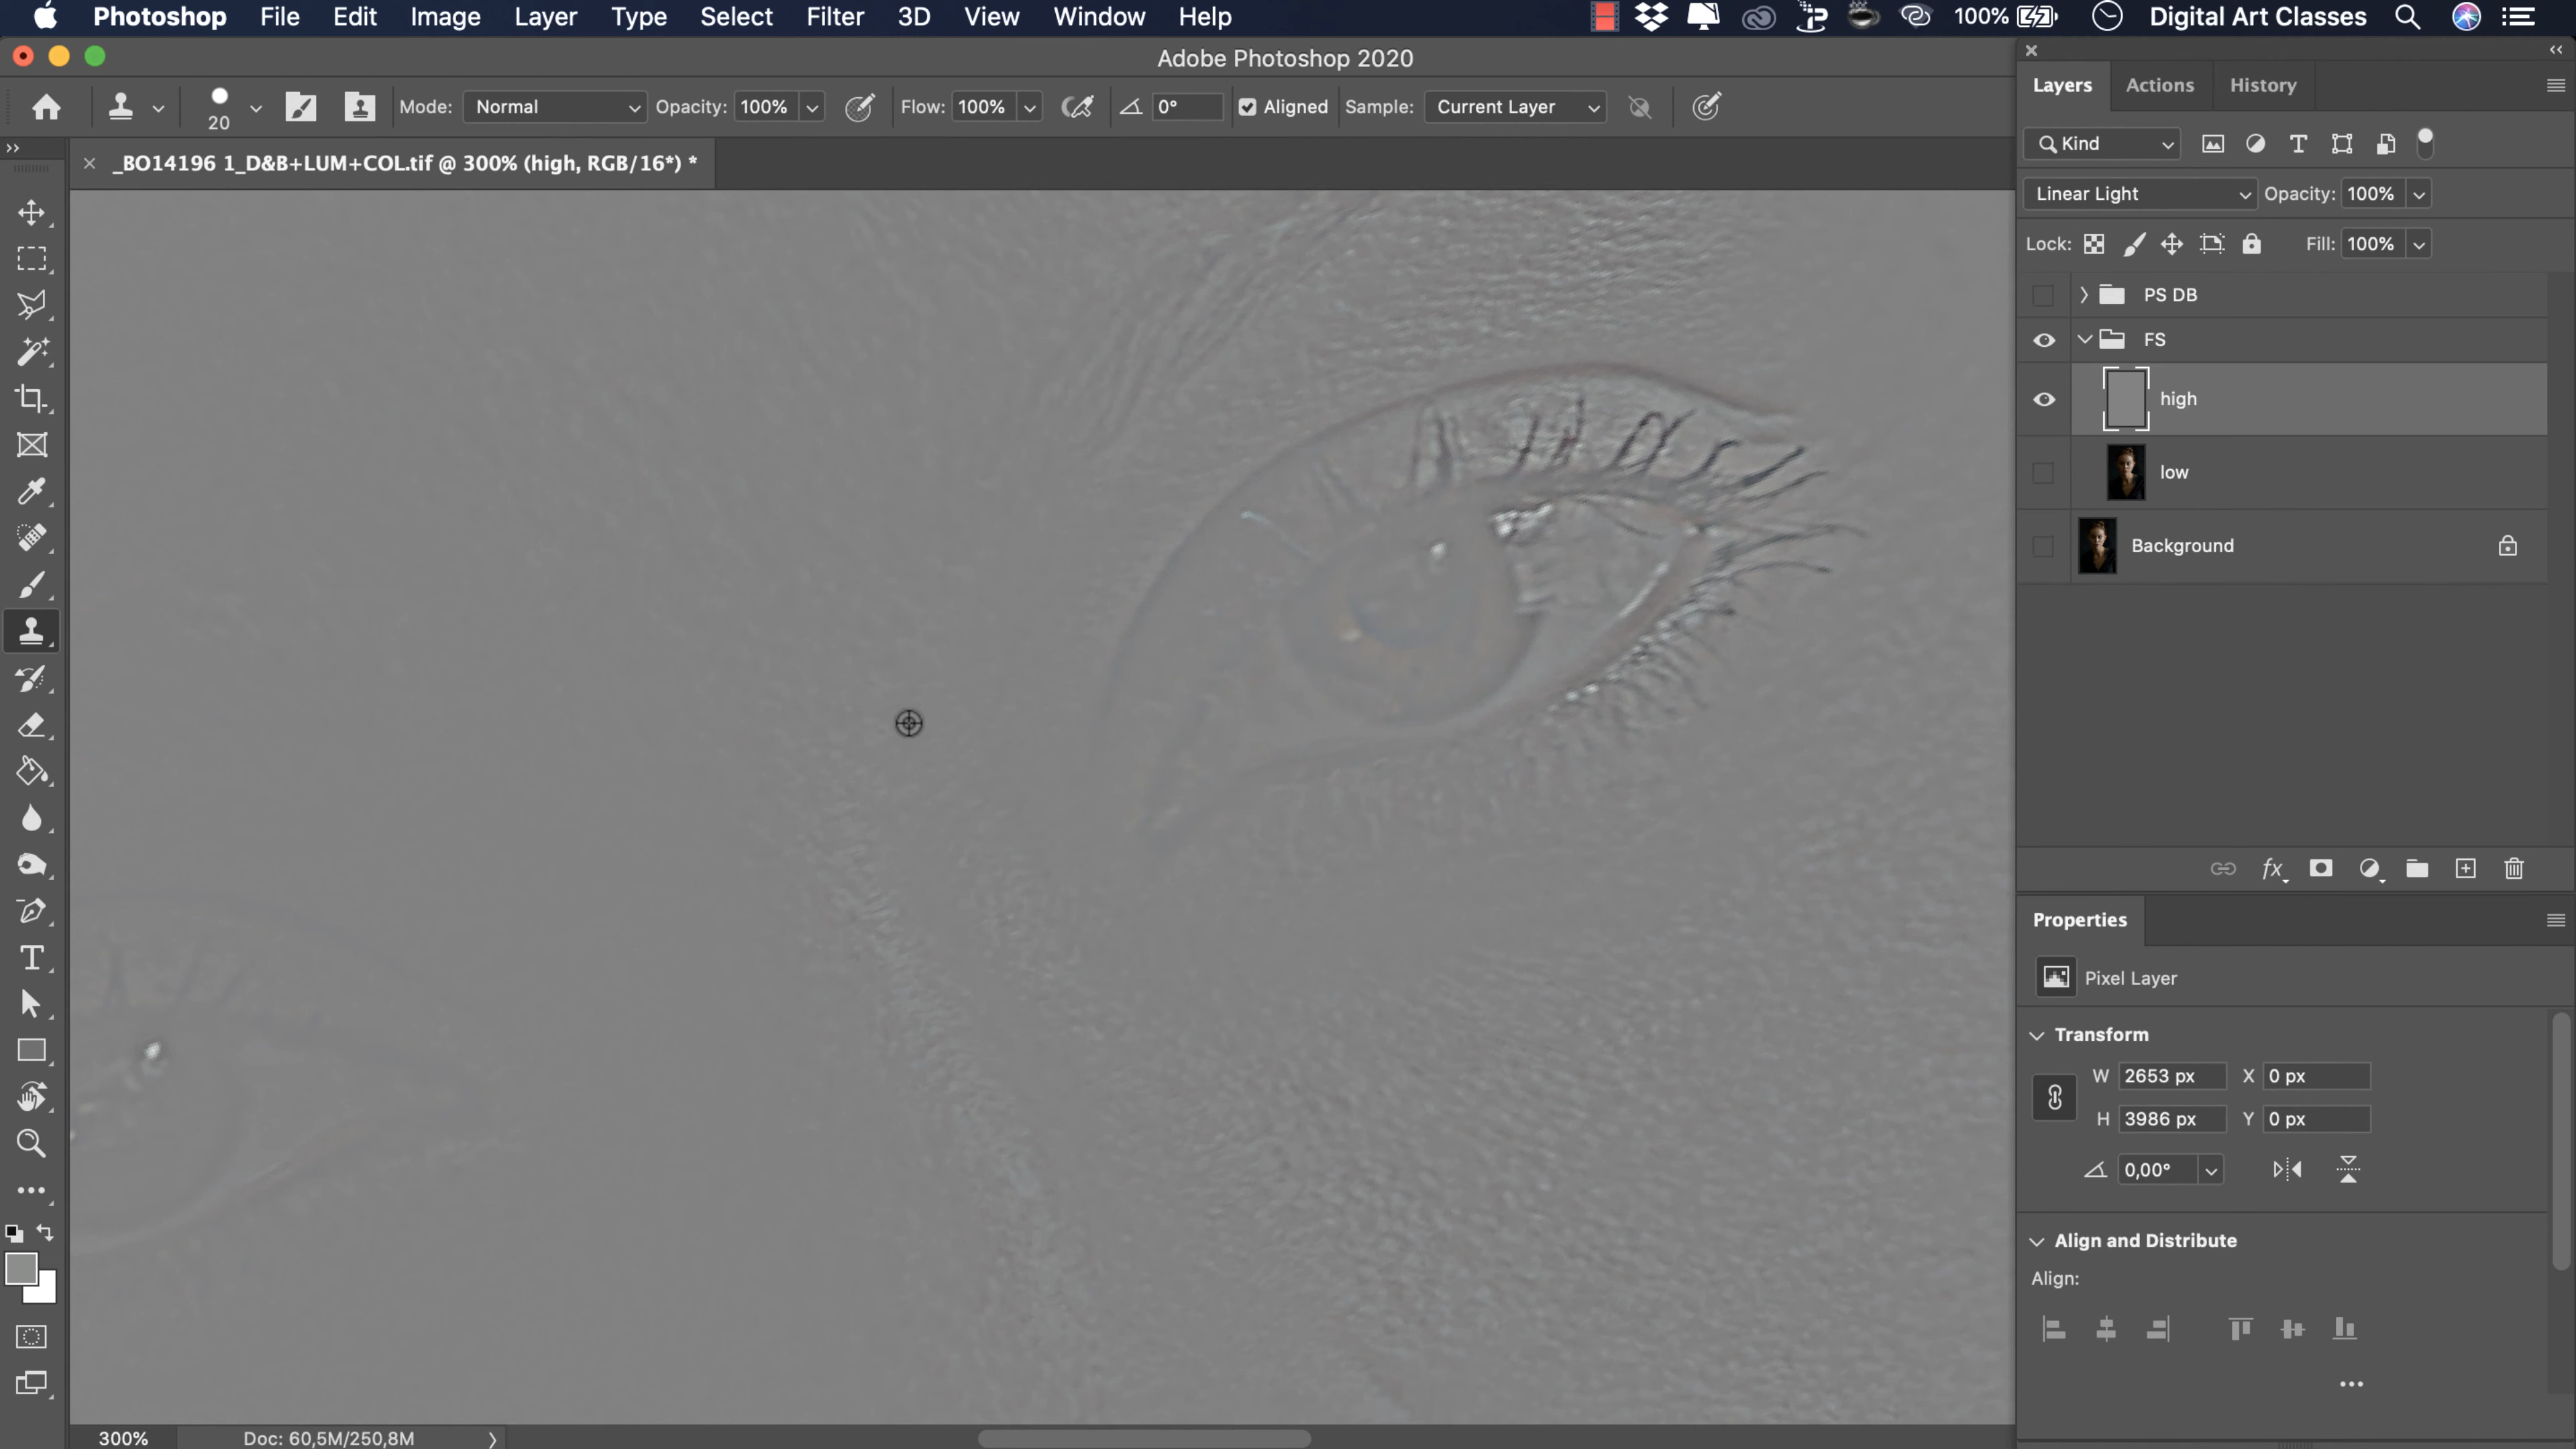 Photoshop File Edit Image Layer Type Select Filter 3D View Window Help 100% Digital Art Classes
Adobe Photoshop 2020
20 Mode: Normal Opacity: 100% Flow: 100% 0° Aligned Sample: Current Layer
_BO14196 1_D&B+LUM+COL.tif @ 300% (high, RGB/16*) *
Layers Actions History
Kind
Linear Light Opacity: 100%
Lock: Fill: 100%
PS DB
FS
high
low
Background
fx
Properties
Pixel Layer
Transform
W 2653 px X 0 px
H 3986 px Y 0 px
0,00°
Align and Distribute
Align:
300% Doc: 60,5M/250,8M